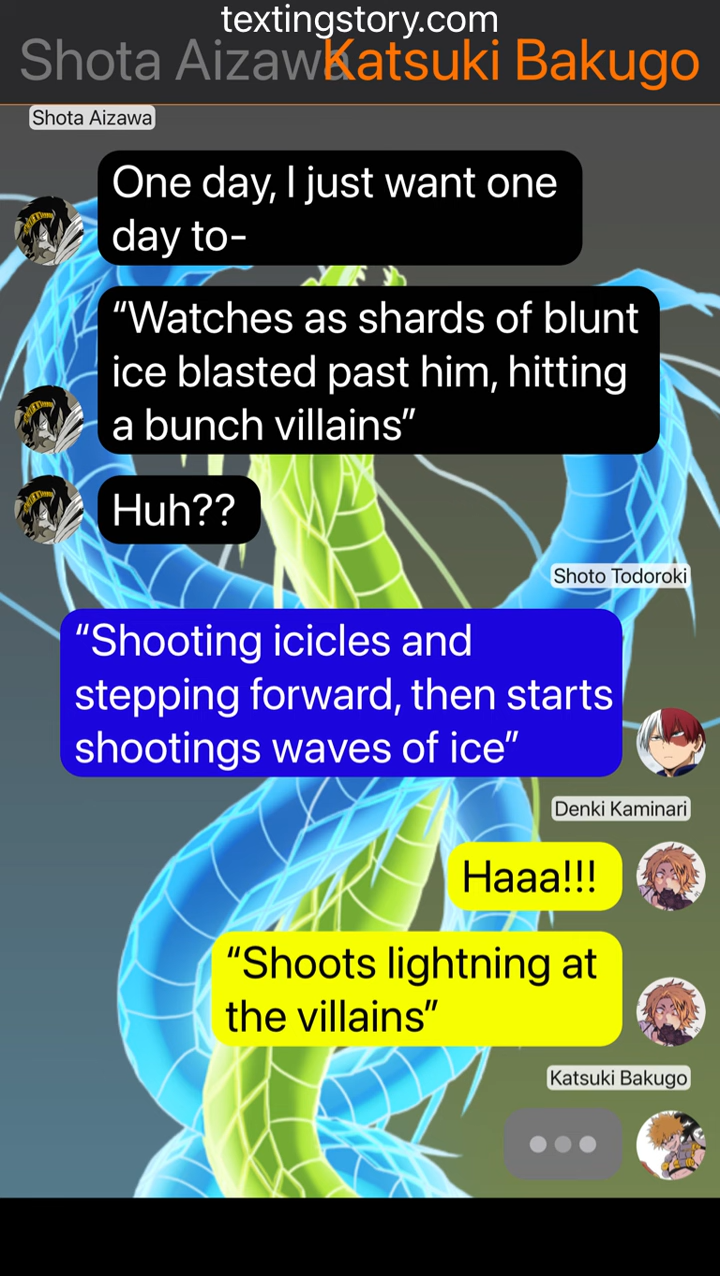 textingstory.com
Shota Aizawa
Katsuki Bakugo
Shota Aizawa
One day, I just want one
day to-
“Watches as shards of blunt
ice blasted past him, hitting
a bunch villains”
Huh??
Shoto Todoroki
“Shooting icicles and
stepping forward, then starts
shootings waves of ice”
Denki Kaminari
Haaa!!!
“Shoots lightning at
the villains”
Katsuki Bakugo